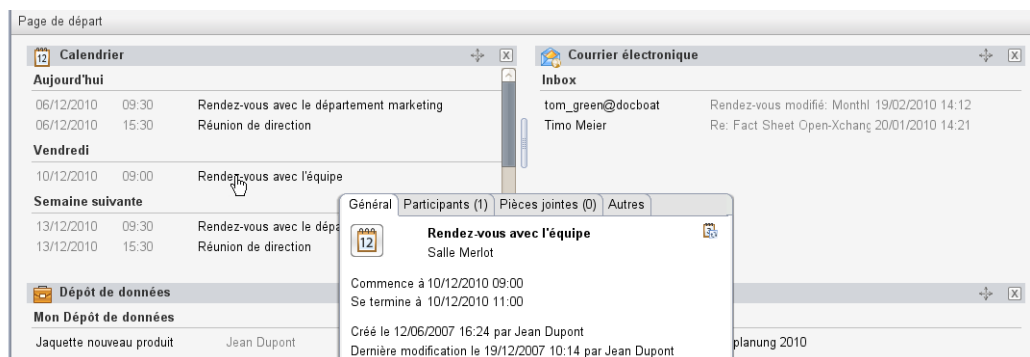 Page de départ
Calendrier
Aujourd'hui
06/12/2010 09:30 Rendez-vous avec le département marketing
06/12/2010 15:30 Réunion de direction
Vendredi
10/12/2010 09:00 Rendez-vous avec l'équipe
Semaine suivante
13/12/2010 09:30 Rendez-vous avec le dépa
13/12/2010 15:30 Réunion de direction
Courrier électronique
Inbox
tom_green@docboat Rendez-vous modifié: Monthl 19/02/2010 14:12
Timo Meier Re: Fact Sheet Open-Xchang 20/01/2010 14:21
Général Participants (1) Pièces jointes (0) Autres
12 Rendez-vous avec l'équipe
Salle Merlot
Commence à 10/12/2010 09:00
Se termine à 10/12/2010 11:00
Créé le 12/06/2007 16:24 par Jean Dupont
Dernière modification le 19/12/2007 10:14 par Jean Dupont
Dépôt de données
Mon Dépôt de données
Jaquette nouveau produit Jean Dupont
planung 2010